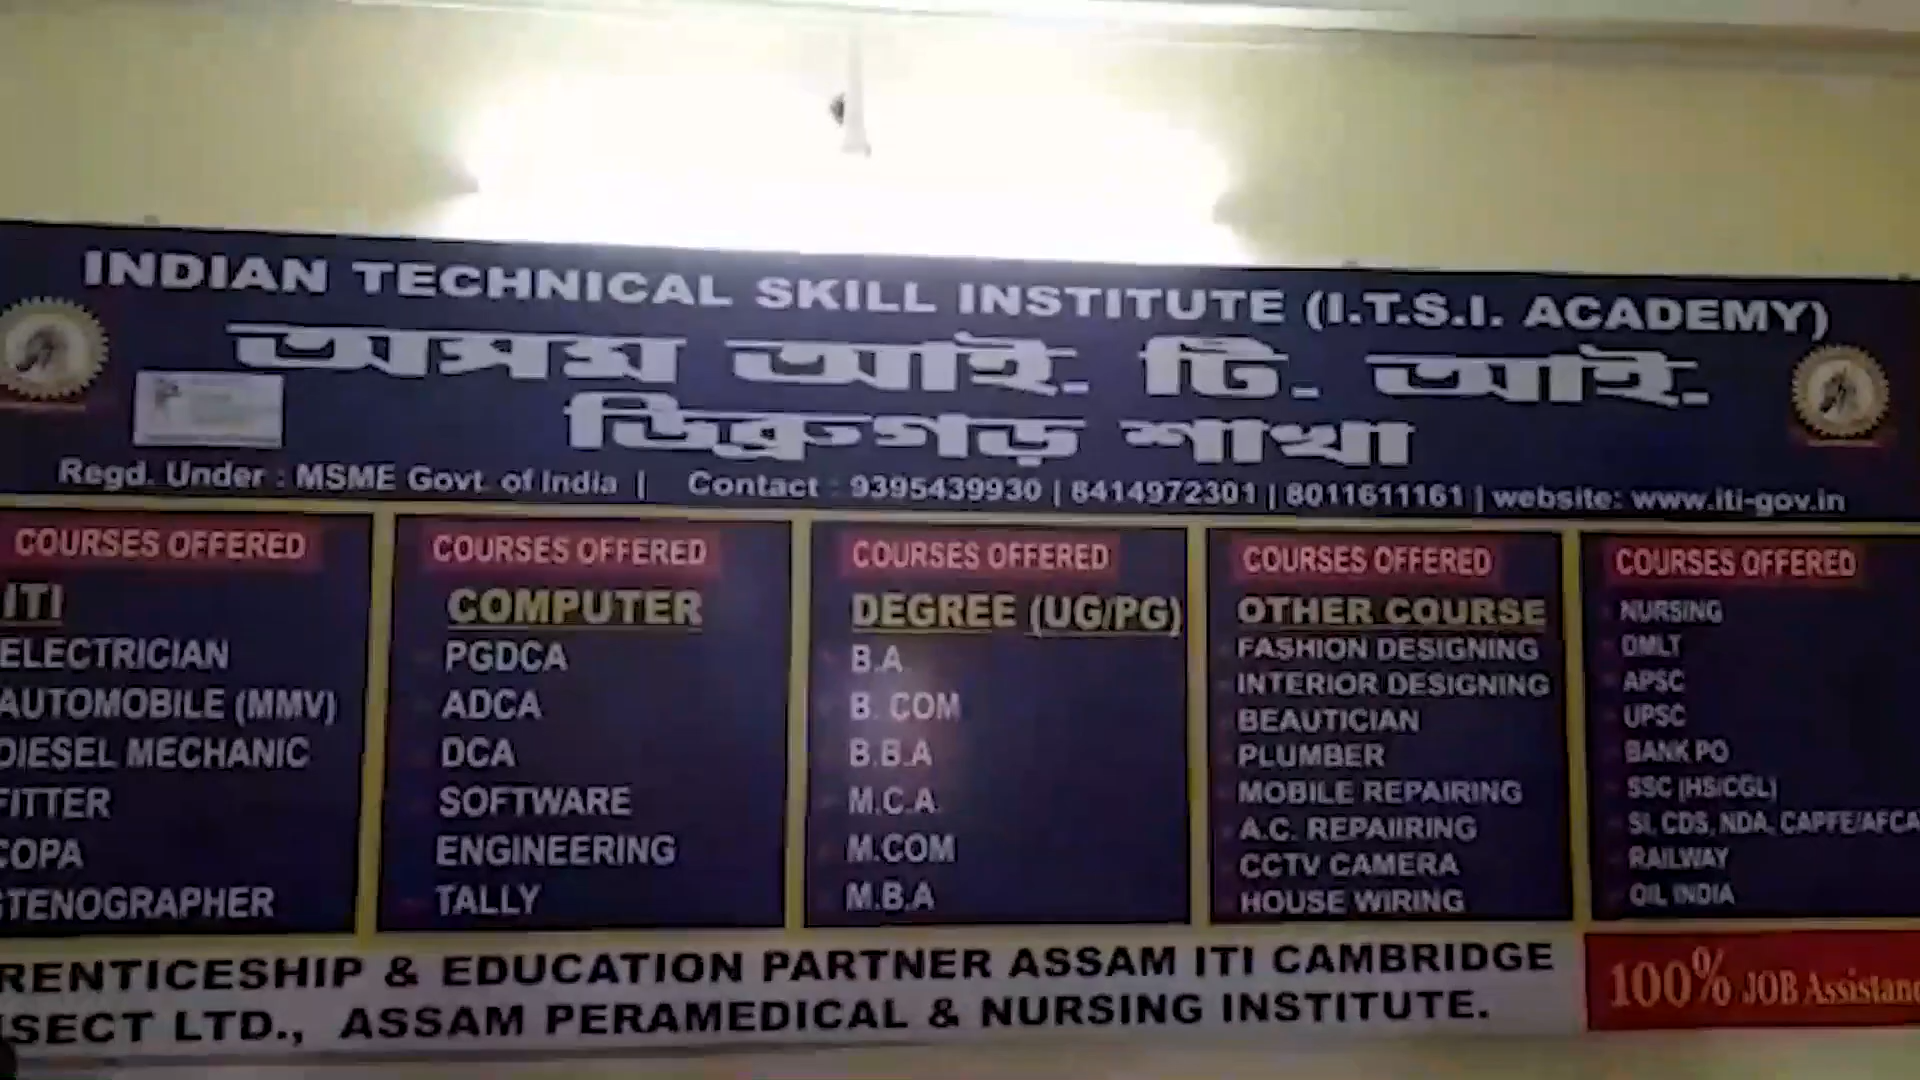 INDIAN TECHNICAL SKILL INSTITUTE (I.T.S.I. ACADEMY)
অসম আই. টি. আই.
ডিব্ৰুগড় শাখা
Regd. Under : MSME Govt. of India | Contact : 9395439930 | 8414972301 | 8011611161 | website: www.iti-gov.in
COURSES OFFERED
ITI
ELECTRICIAN
AUTOMOBILE (MMV)
DIESEL MECHANIC
FITTER
COPA
STENOGRAPHER
COURSES OFFERED
COMPUTER
PGDCA
ADCA
DCA
SOFTWARE
ENGINEERING
TALLY
COURSES OFFERED
DEGREE (UG/PG)
B.A.
B. COM
B.B.A
M.C.A.
M.COM
M.B.A
COURSES OFFERED
OTHER COURSE
FASHION DESIGNING
INTERIOR DESIGNING
BEAUTICIAN
PLUMBER
MOBILE REPAIRING
A.C. REPAIIRING
CCTV CAMERA
HOUSE WIRING
COURSES OFFERED
NURSING
DMLT
APSC
UPSC
BANK PO
SSC (HS/CGL)
SI, CDS, NDA, CAPFE/AFCA
RAILWAY
OIL INDIA
RENTICESHIP & EDUCATION PARTNER ASSAM ITI CAMBRIDGE
ISECT LTD., ASSAM PERAMEDICAL & NURSING INSTITUTE.
100% JOB Assistanc